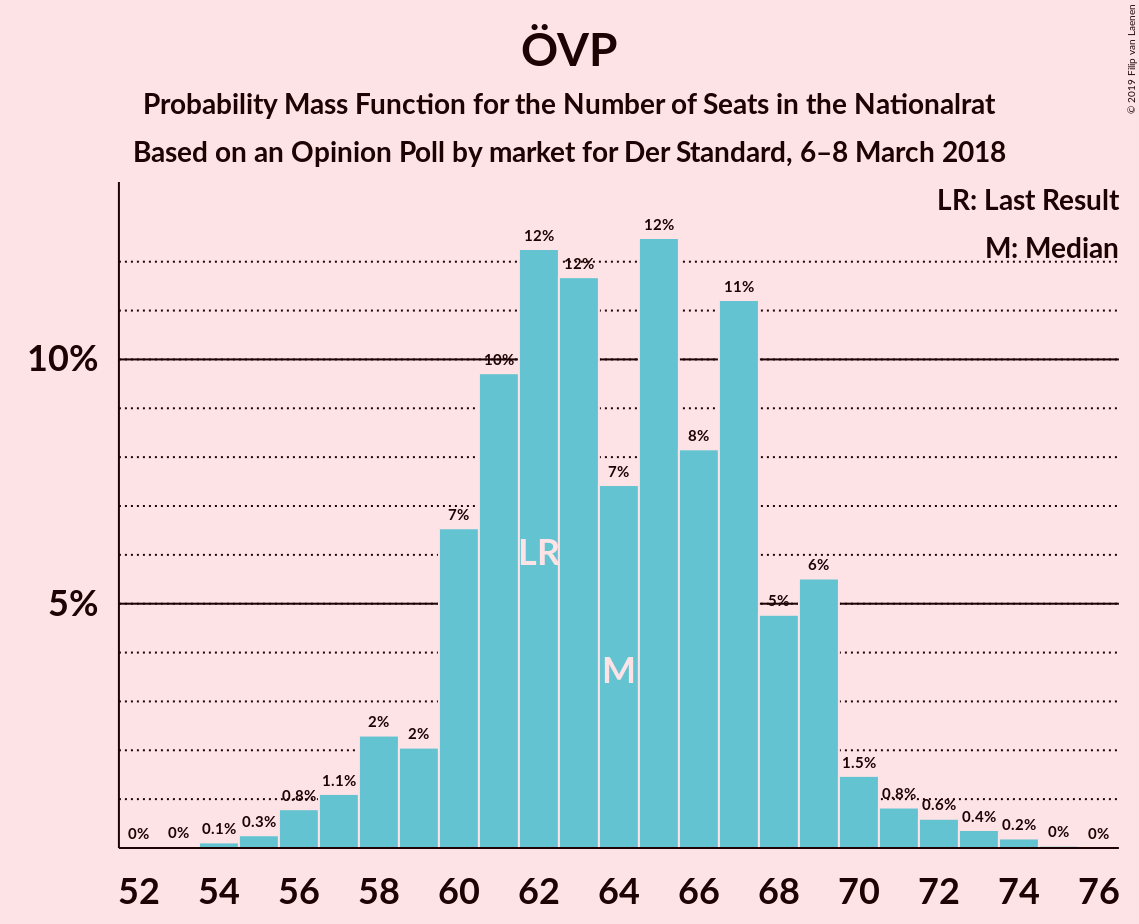 ÖVP
Probability Mass Function for the Number of Seats in the Nationalrat
Based on an Opinion Poll by market for Der Standard, 6–8 March 2018
© 2019 Filip van Laenen
LR: Last Result
M: Median
10%
5%
0% 0% 0.1% 0.3% 0.8% 1.1% 2% 2% 7% 10% 12% 12% 7% 12% 8% 11% 5% 6% 1.5% 0.8% 0.6% 0.4% 0.2% 0% 0%
LR
M
52 54 56 58 60 62 64 66 68 70 72 74 76